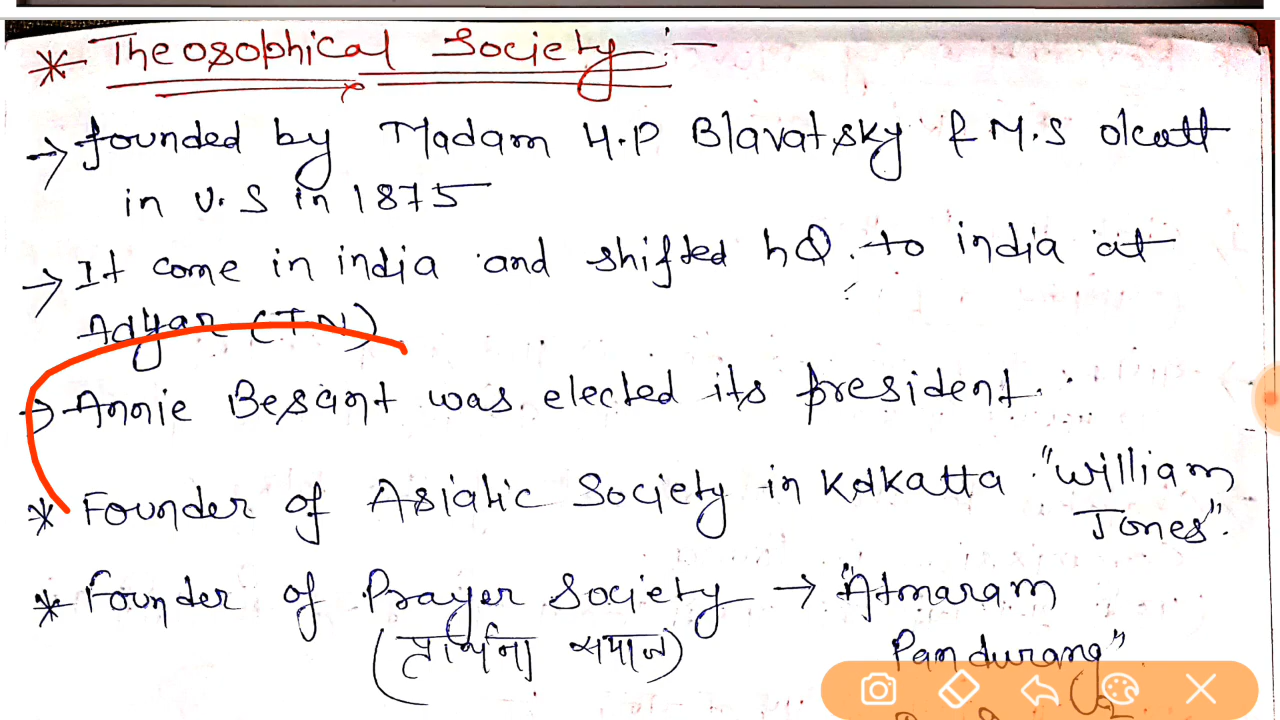 * Theosophical Society :-
→ founded by Madam H.P Blavatsky & M.S olcott
in U.S in 1875
→ It come in india and shifted hQ. to india at
Adyar (T.N)
→ Annie Besant was elected its president.
* Founder of Asiatic Society in Kolkatta "William
Jones".
* Founder of Prayer Society → "Atmaram
(प्रार्थना समाज) Pandurang"